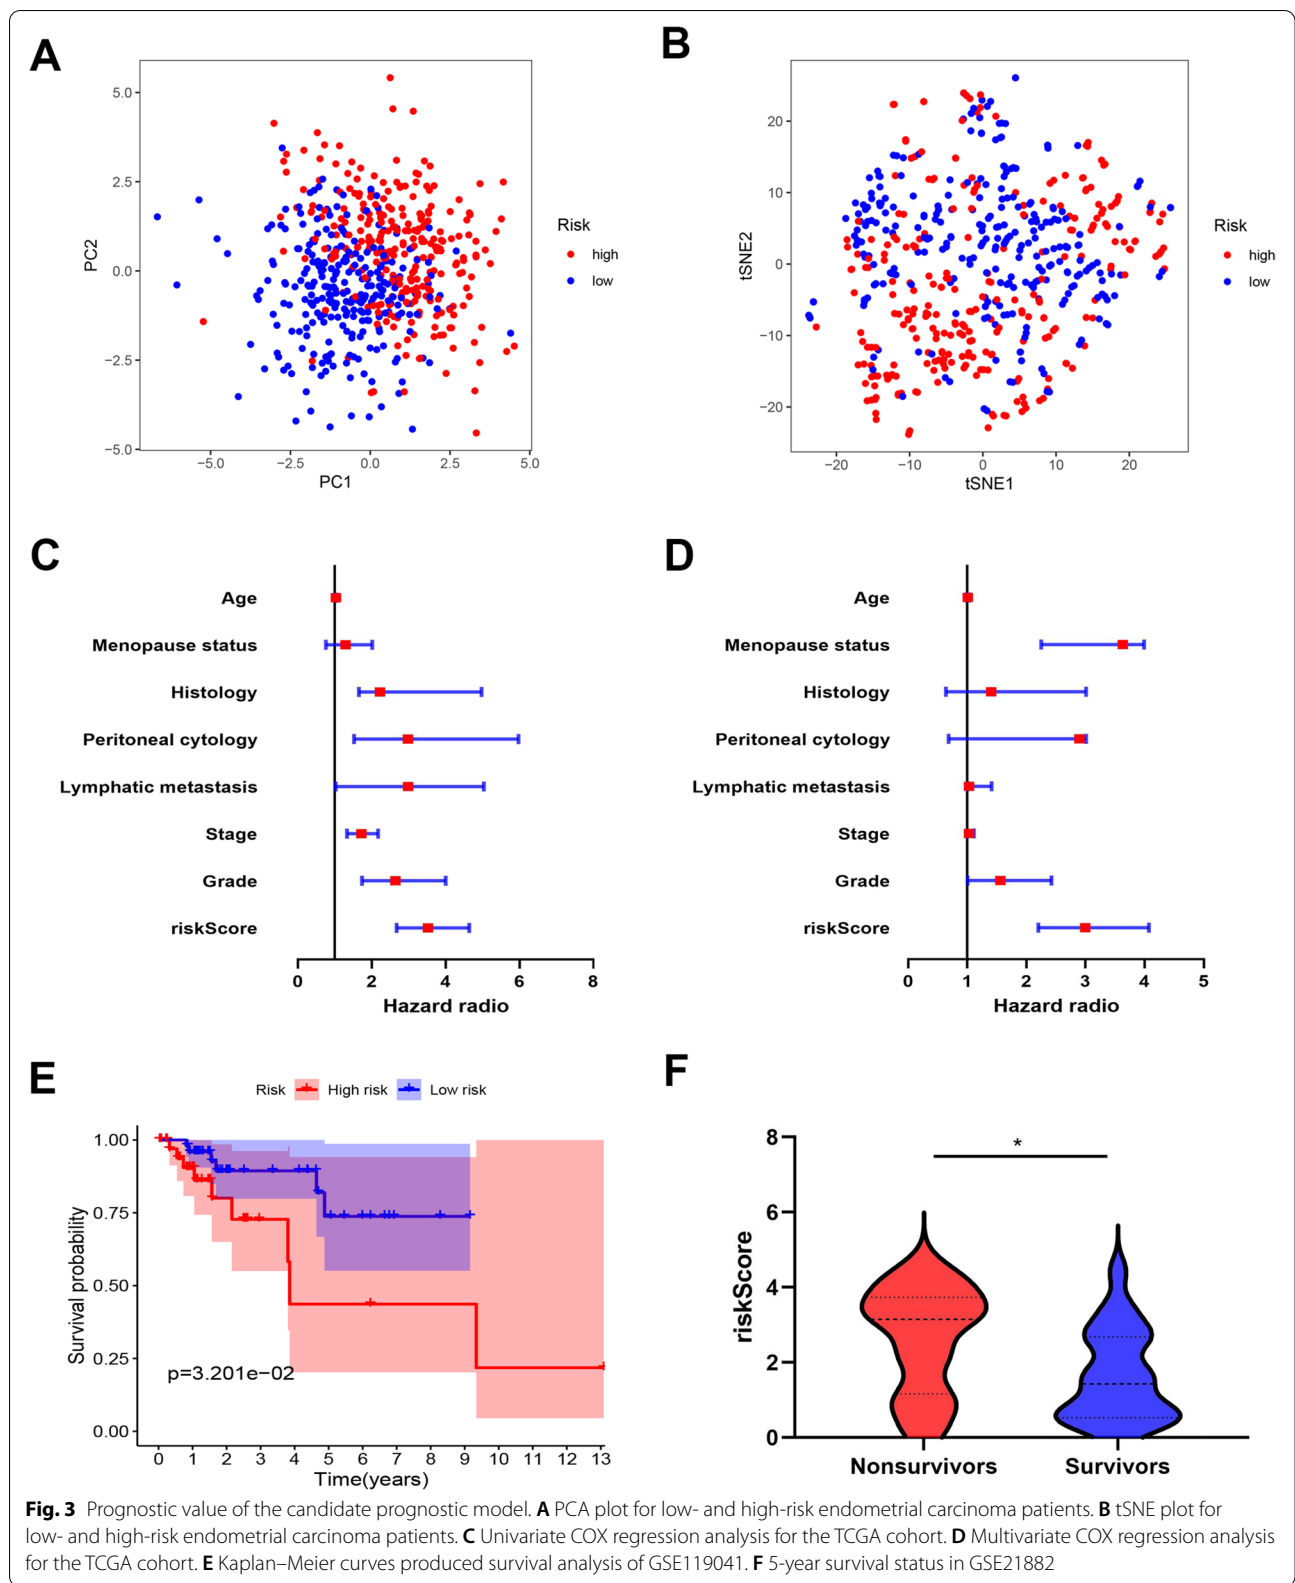 A
B
5.0
2.5
0.0
−2.5
−5.0
PC2
−5.0 −2.5 0.0 2.5 5.0
PC1
Risk
high
low
20
10
0
−10
−20
tSNE2
−20 −10 0 10 20
tSNE1
Risk
high
low
C
Age
Menopause status
Histology
Peritoneal cytology
Lymphatic metastasis
Stage
Grade
riskScore
0 2 4 6 8
Hazard radio
D
Age
Menopause status
Histology
Peritoneal cytology
Lymphatic metastasis
Stage
Grade
riskScore
0 1 2 3 4 5
Hazard radio
E
Risk High risk Low risk
1.00
0.75
0.50
0.25
0.00
Survival probability
p=3.201e−02
0 1 2 3 4 5 6 7 8 9 10 11 12 13
Time(years)
F
8
6
4
2
0
riskScore
*
Nonsurvivors Survivors
Fig. 3 Prognostic value of the candidate prognostic model. A PCA plot for low- and high-risk endometrial carcinoma patients. B tSNE plot for
low- and high-risk endometrial carcinoma patients. C Univariate COX regression analysis for the TCGA cohort. D Multivariate COX regression analysis
for the TCGA cohort. E Kaplan–Meier curves produced survival analysis of GSE119041. F 5-year survival status in GSE21882